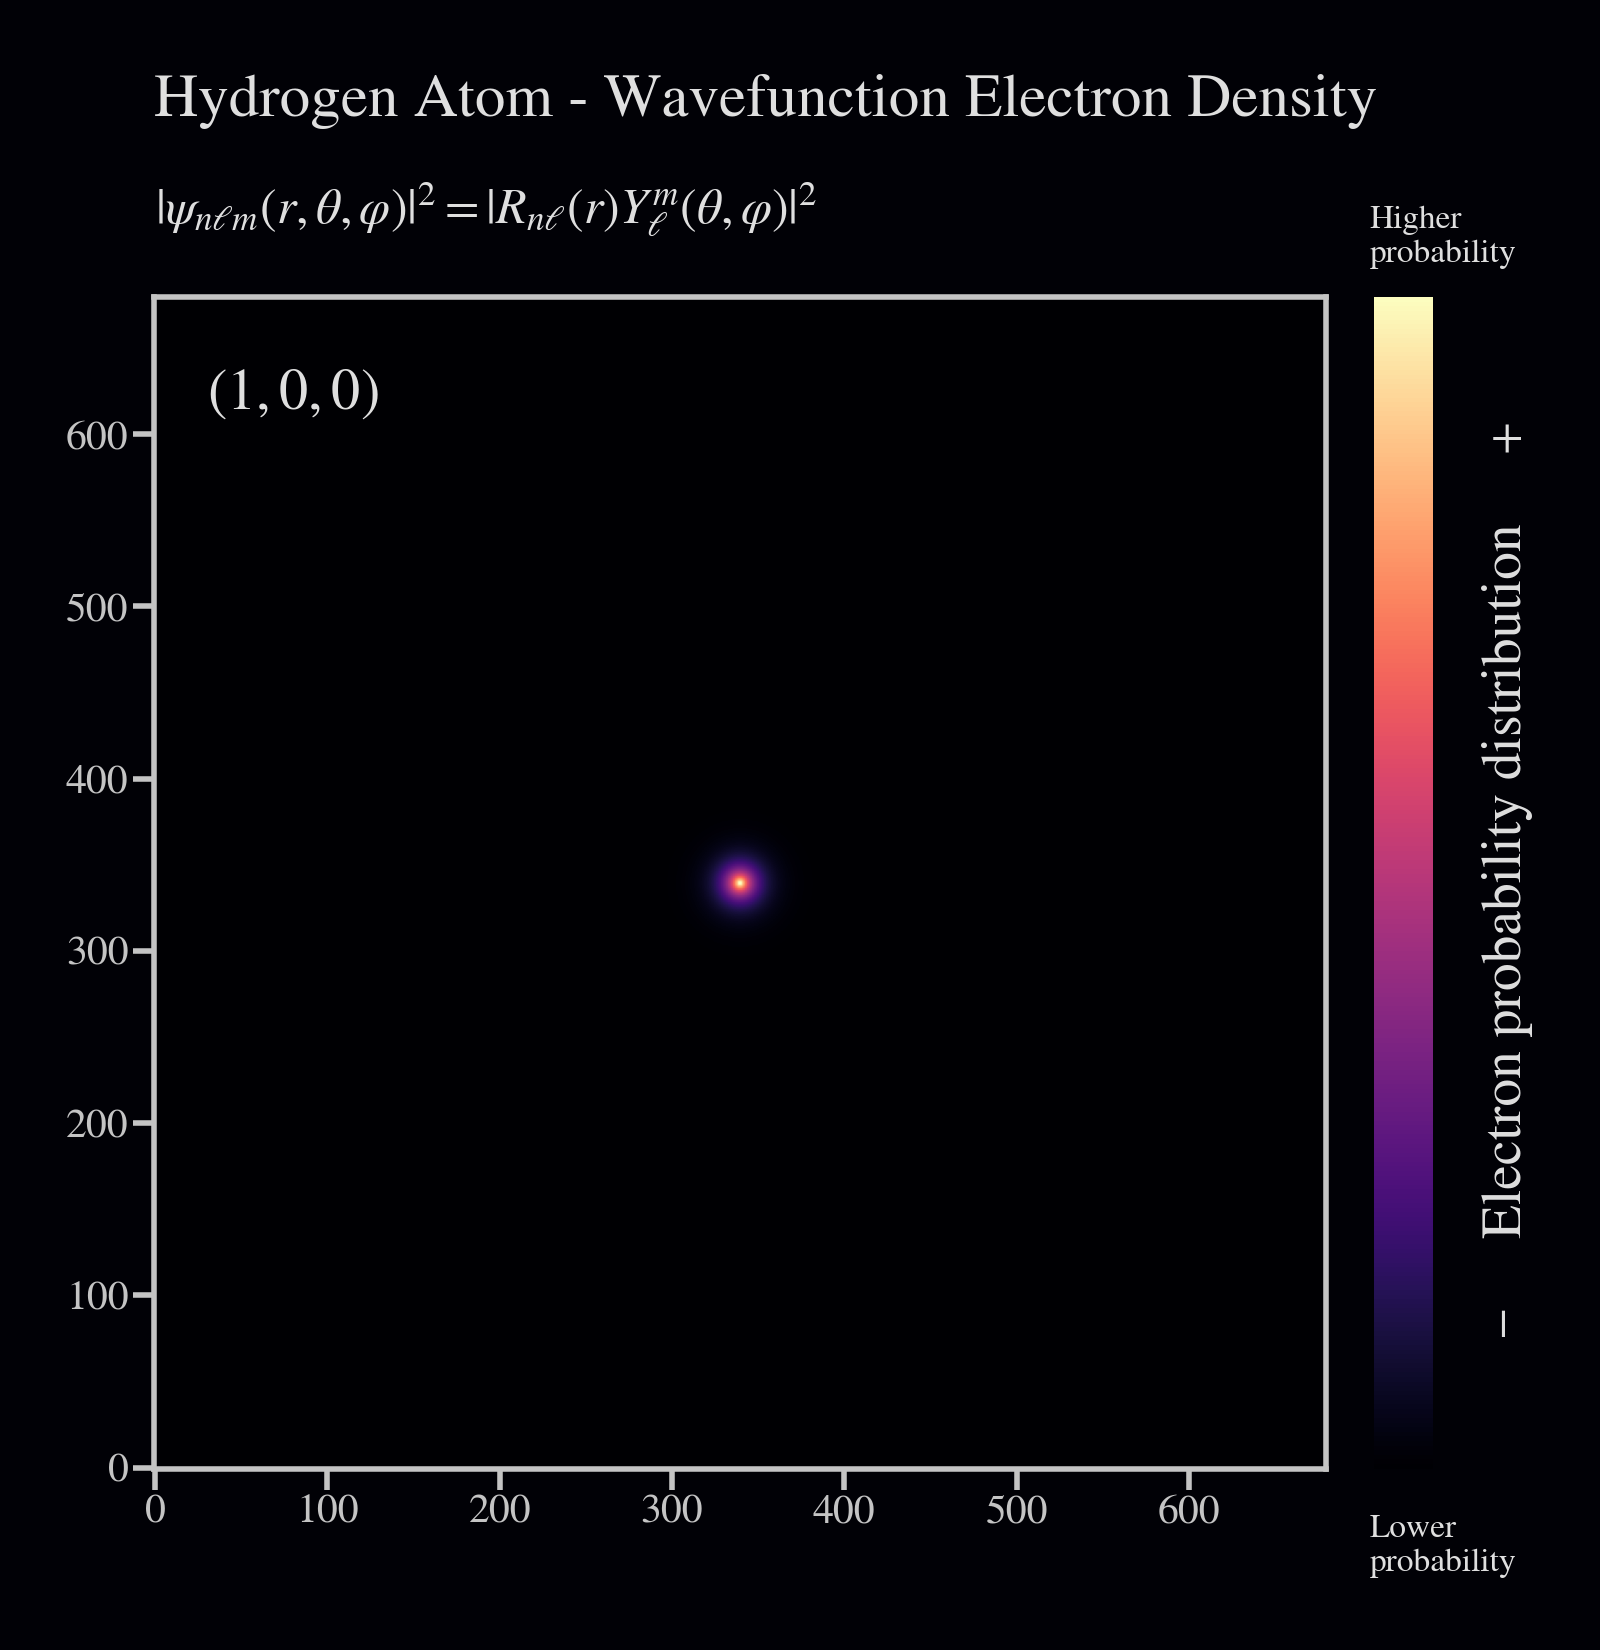 Hydrogen Atom - Wavefunction Electron Density
|ψnℓm(r, θ, φ)|² = |Rnℓ(r)Yℓᵐ(θ, φ)|²
Higher
probability
(1, 0, 0)
600
500
400
300
200
100
0
0 100 200 300 400 500 600
− Electron probability distribution +
Lower
probability